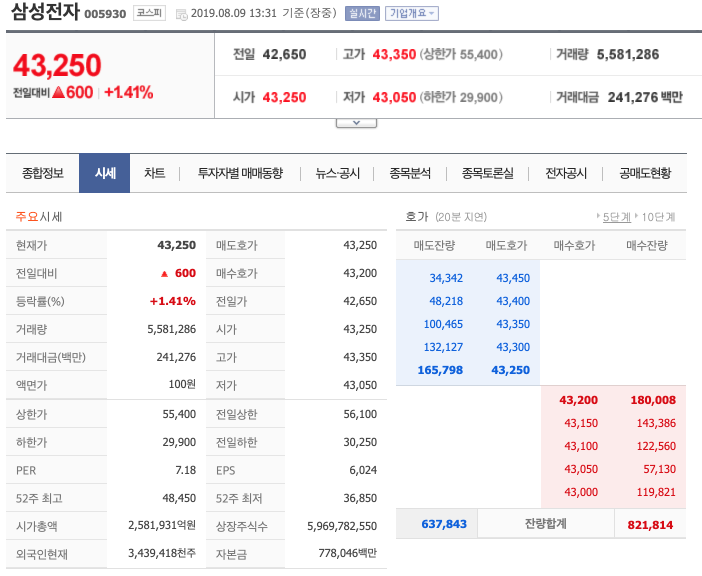 삼성전자 005930 코스피 2019.08.09 13:31 기준(장중) 실시간 기업개요
43,250 전일 42,650 고가 43,350 (상한가 55,400) 거래량 5,581,286
전일대비 ▲600 +1.41% 시가 43,250 저가 43,050 (하한가 29,900) 거래대금 241,276 백만
종합정보 시세 차트 투자자별 매매동향 뉴스·공시 종목분석 종목토론실 전자공시 공매도현황
주요시세 호가 (20분 지연) 5단계 10단계
현재가 43,250 매도호가 43,250 매도잔량 매도호가 매수호가 매수잔량
전일대비 ▲ 600 매수호가 43,200 34,342 43,450
등락률(%) +1.41% 전일가 42,650 48,218 43,400
거래량 5,581,286 시가 43,250 100,465 43,350
거래대금(백만) 241,276 고가 43,350 132,127 43,300
액면가 100원 저가 43,050 165,798 43,250
상한가 55,400 전일상한 56,100 43,200 180,008
하한가 29,900 전일하한 30,250 43,150 143,386
PER 7.18 EPS 6,024 43,100 122,560
52주 최고 48,450 52주 최저 36,850 43,050 57,130
43,000 119,821
시가총액 2,581,931억원 상장주식수 5,969,782,550 637,843 잔량합계 821,814
외국인현재 3,439,418천주 자본금 778,046백만